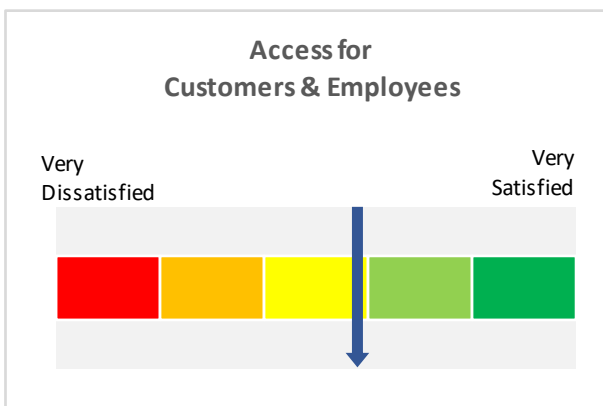 Access for
Customers & Employees
Very
Dissatisfied
Very
Satisfied